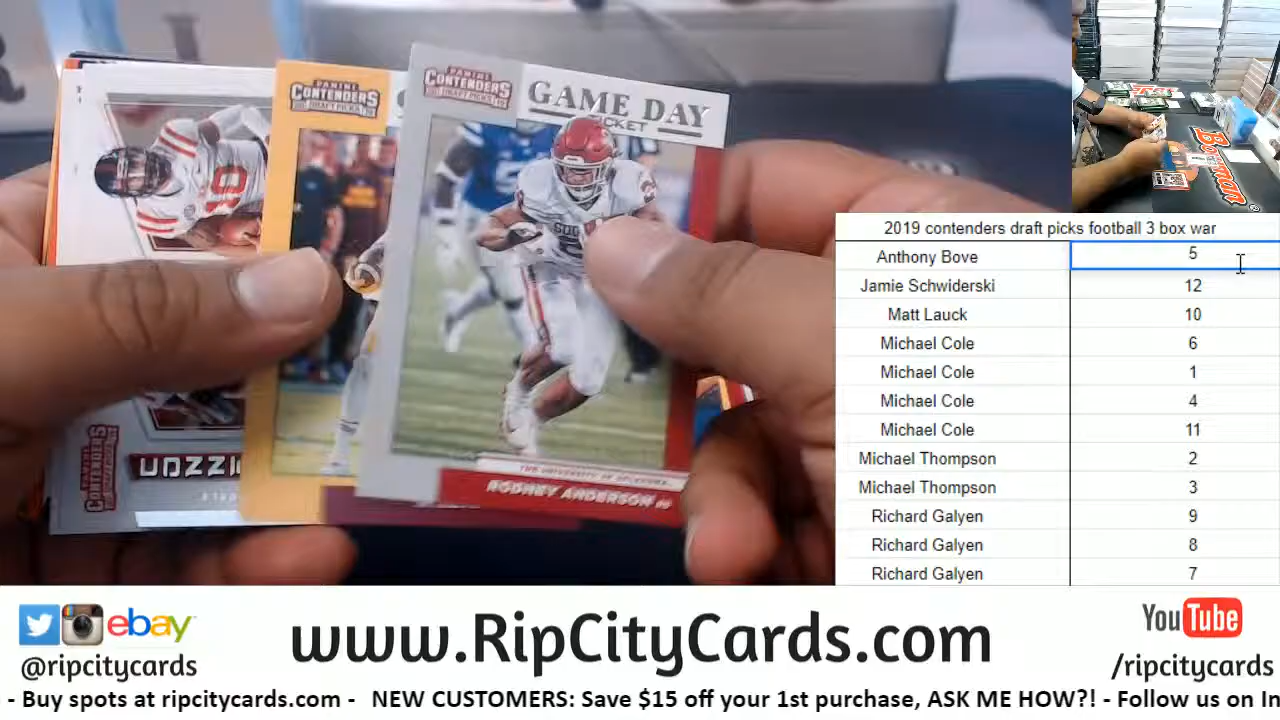 PANINI
CONTENDERS
DRAFT PICKS
GAME DAY
TICKET
PANINI
CONTENDERS
DRAFT PICKS
RODNEY ANDERSON
CONTENDERS
Bowman
2019 contenders draft picks football 3 box war
Anthony Bove 5
Jamie Schwiderski 12
Matt Lauck 10
Michael Cole 6
Michael Cole 1
Michael Cole 4
Michael Cole 11
Michael Thompson 2
Michael Thompson 3
Richard Galyen 9
Richard Galyen 8
Richard Galyen 7
ebay
@ripcitycards
www.RipCityCards.com
YouTube
/ripcitycards
- Buy spots at ripcitycards.com - NEW CUSTOMERS: Save $15 off your 1st purchase, ASK ME HOW?! - Follow us on In